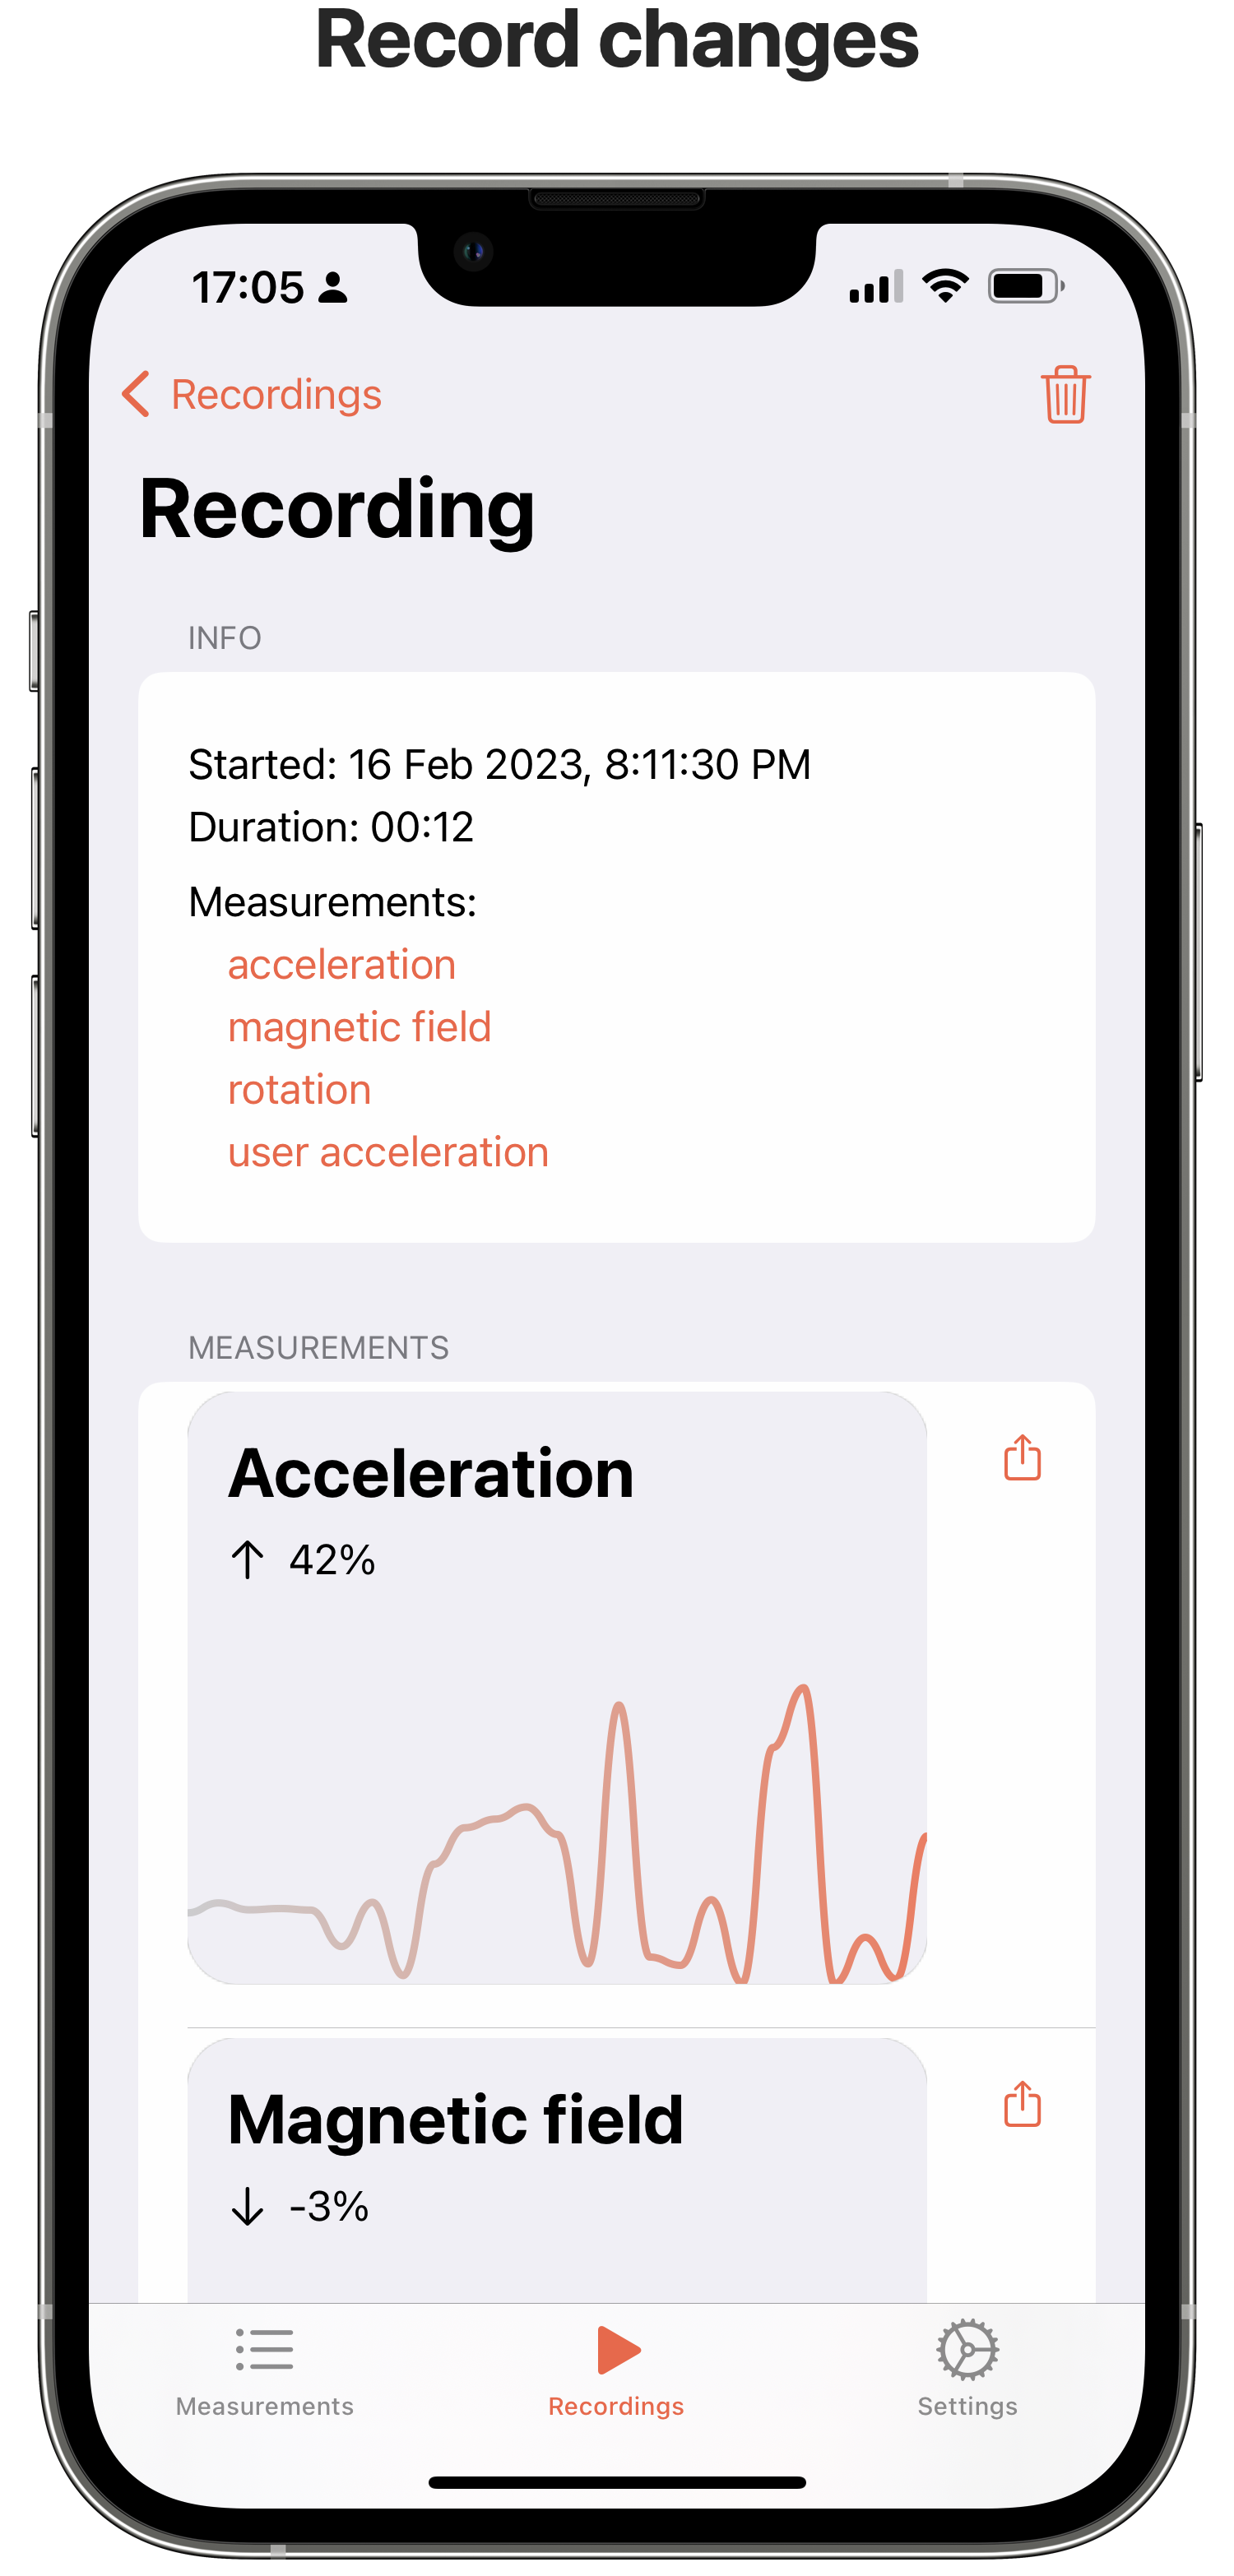 Record changes
17:05
Recordings
Recording
INFO
Started: 16 Feb 2023, 8:11:30 PM
Duration: 00:12
Measurements:
acceleration
magnetic field
rotation
user acceleration
MEASUREMENTS
Acceleration
↑ 42%
Magnetic field
↓ -3%
Measurements
Recordings
Settings